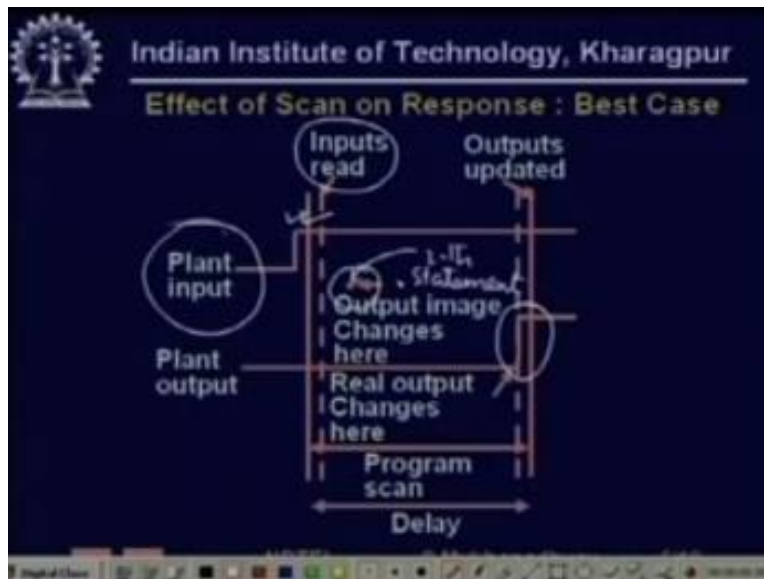 Indian Institute of Technology, Kharagpur
Effect of Scan on Response : Best Case
Inputs
read
Outputs
updated
Plant
input
Statement
Output image
Changes
here
Plant
output
Real output
Changes
here
Program
scan
Delay